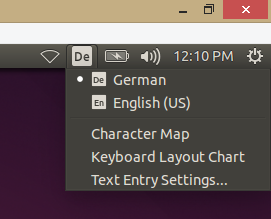 De 12:10 PM
De German
En English (US)
Character Map
Keyboard Layout Chart
Text Entry Settings...